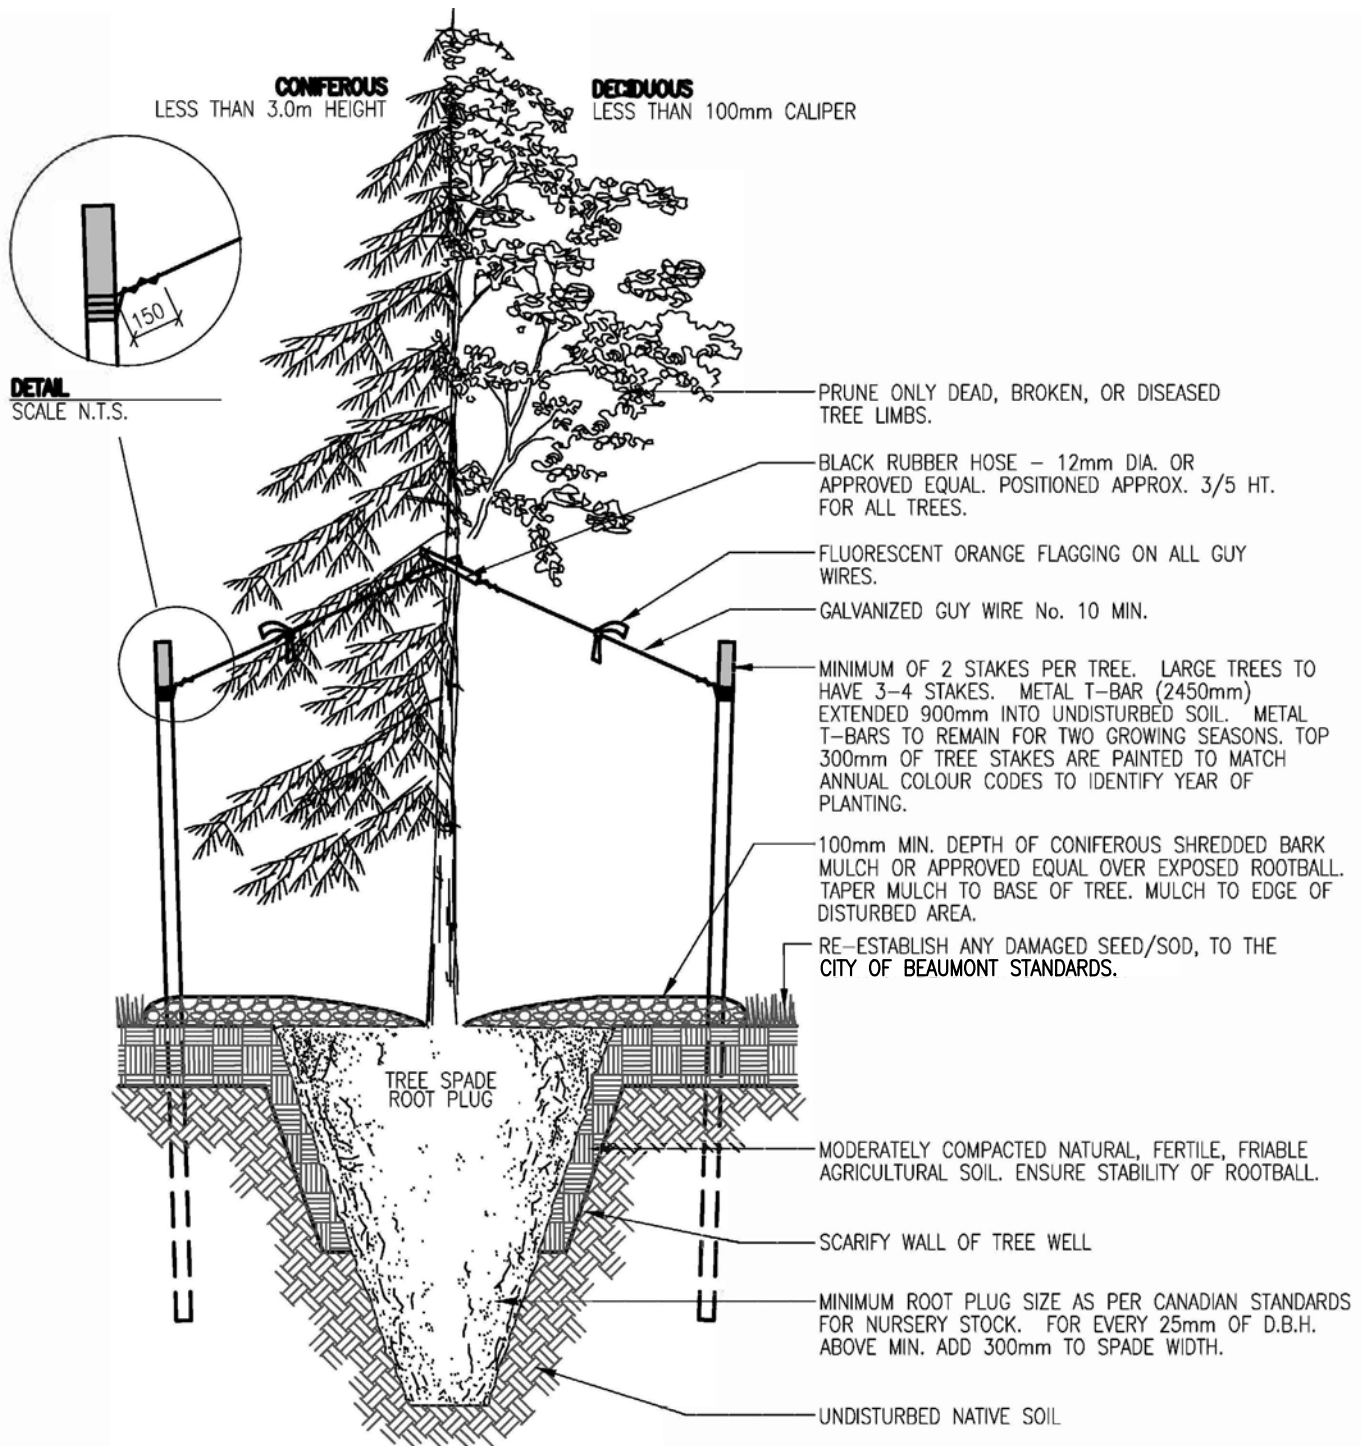 CONIFEROUS
LESS THAN 3.0m HEIGHT
DECIDUOUS
LESS THAN 100mm CALIPER
150
DETAIL
SCALE N.T.S.
PRUNE ONLY DEAD, BROKEN, OR DISEASED
TREE LIMBS.
BLACK RUBBER HOSE – 12mm DIA. OR
APPROVED EQUAL. POSITIONED APPROX. 3/5 HT.
FOR ALL TREES.
FLUORESCENT ORANGE FLAGGING ON ALL GUY
WIRES.
GALVANIZED GUY WIRE No. 10 MIN.
MINIMUM OF 2 STAKES PER TREE. LARGE TREES TO
HAVE 3–4 STAKES. METAL T–BAR (2450mm)
EXTENDED 900mm INTO UNDISTURBED SOIL. METAL
T–BARS TO REMAIN FOR TWO GROWING SEASONS. TOP
300mm OF TREE STAKES ARE PAINTED TO MATCH
ANNUAL COLOUR CODES TO IDENTIFY YEAR OF
PLANTING.
100mm MIN. DEPTH OF CONIFEROUS SHREDDED BARK
MULCH OR APPROVED EQUAL OVER EXPOSED ROOTBALL.
TAPER MULCH TO BASE OF TREE. MULCH TO EDGE OF
DISTURBED AREA.
RE–ESTABLISH ANY DAMAGED SEED/SOD, TO THE
CITY OF BEAUMONT STANDARDS.
TREE SPADE
ROOT PLUG
MODERATELY COMPACTED NATURAL, FERTILE, FRIABLE
AGRICULTURAL SOIL. ENSURE STABILITY OF ROOTBALL.
SCARIFY WALL OF TREE WELL
MINIMUM ROOT PLUG SIZE AS PER CANADIAN STANDARDS
FOR NURSERY STOCK. FOR EVERY 25mm OF D.B.H.
ABOVE MIN. ADD 300mm TO SPADE WIDTH.
UNDISTURBED NATIVE SOIL